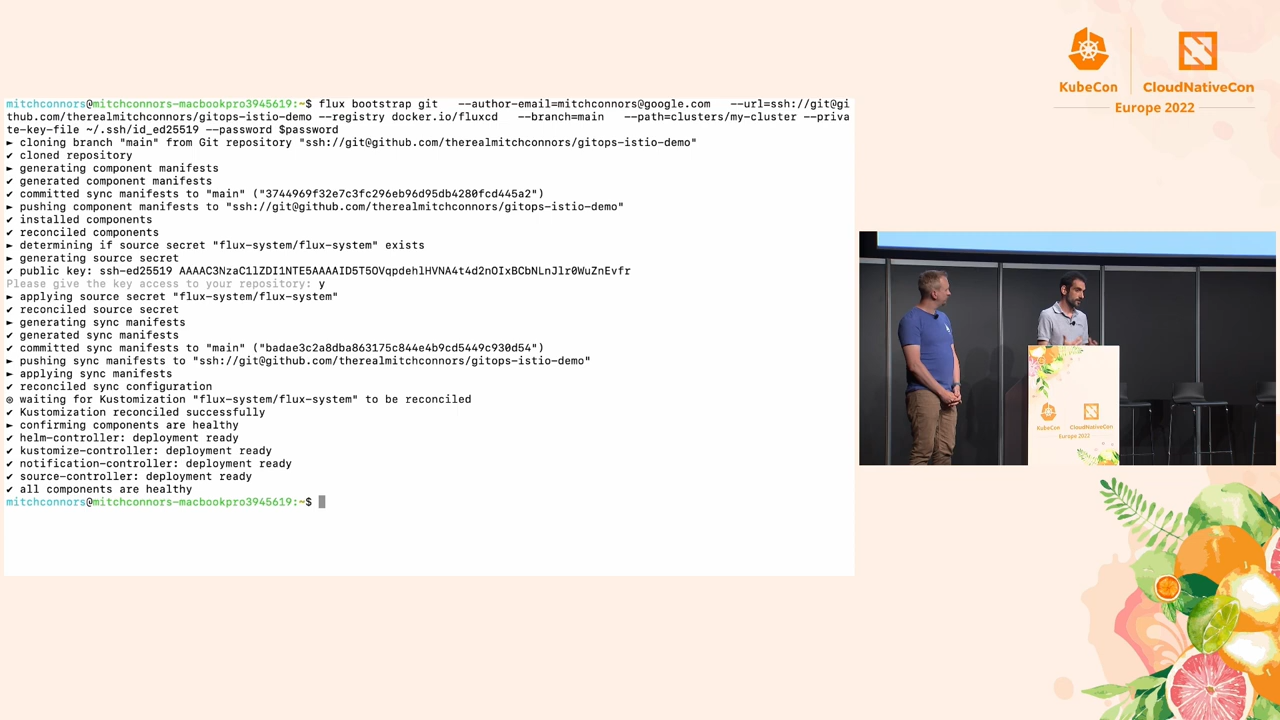 mitchconnors@mitchconnors-macbookpro3945619:~$ flux bootstrap git   --author-email=mitchconnors@google.com   --url=ssh://git@gi
thub.com/therealmitchconnors/gitops-istio-demo --registry docker.io/fluxcd   --branch=main   --path=clusters/my-cluster --priva
te-key-file ~/.ssh/id_ed25519 --password $password
► cloning branch "main" from Git repository "ssh://git@github.com/therealmitchconnors/gitops-istio-demo"
✔ cloned repository
► generating component manifests
✔ generated component manifests
✔ committed sync manifests to "main" ("3744969f32e7c3fc296eb96d95db4280fcd445a2")
► pushing component manifests to "ssh://git@github.com/therealmitchconnors/gitops-istio-demo"
✔ installed components
✔ reconciled components
► determining if source secret "flux-system/flux-system" exists
► generating source secret
✔ public key: ssh-ed25519 AAAAC3NzaC1lZDI1NTE5AAAAID5T5OVqpdehlHVNA4t4d2nOIxBCbNLnJlr0WuZnEvfr
Please give the key access to your repository: y
► applying source secret "flux-system/flux-system"
✔ reconciled source secret
► generating sync manifests
✔ generated sync manifests
✔ committed sync manifests to "main" ("badae3c2a8dba863175c844e4b9cd5449c930d54")
► pushing sync manifests to "ssh://git@github.com/therealmitchconnors/gitops-istio-demo"
► applying sync manifests
✔ reconciled sync configuration
◎ waiting for Kustomization "flux-system/flux-system" to be reconciled
✔ Kustomization reconciled successfully
► confirming components are healthy
✔ helm-controller: deployment ready
✔ kustomize-controller: deployment ready
✔ notification-controller: deployment ready
✔ source-controller: deployment ready
✔ all components are healthy
mitchconnors@mitchconnors-macbookpro3945619:~$
KubeCon CloudNativeCon
Europe 2022
KubeCon CloudNativeCon
Europe 2022